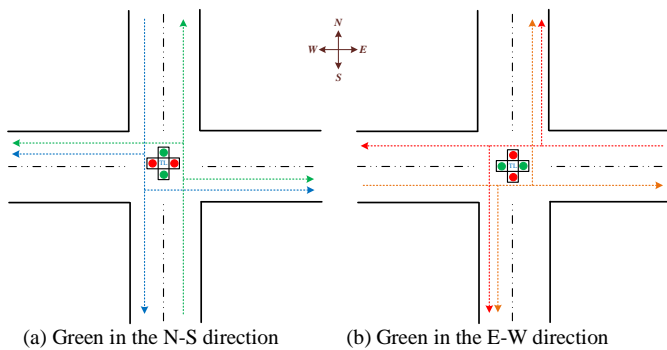 N
W E
S
TL
TL
(a) Green in the N-S direction
(b) Green in the E-W direction